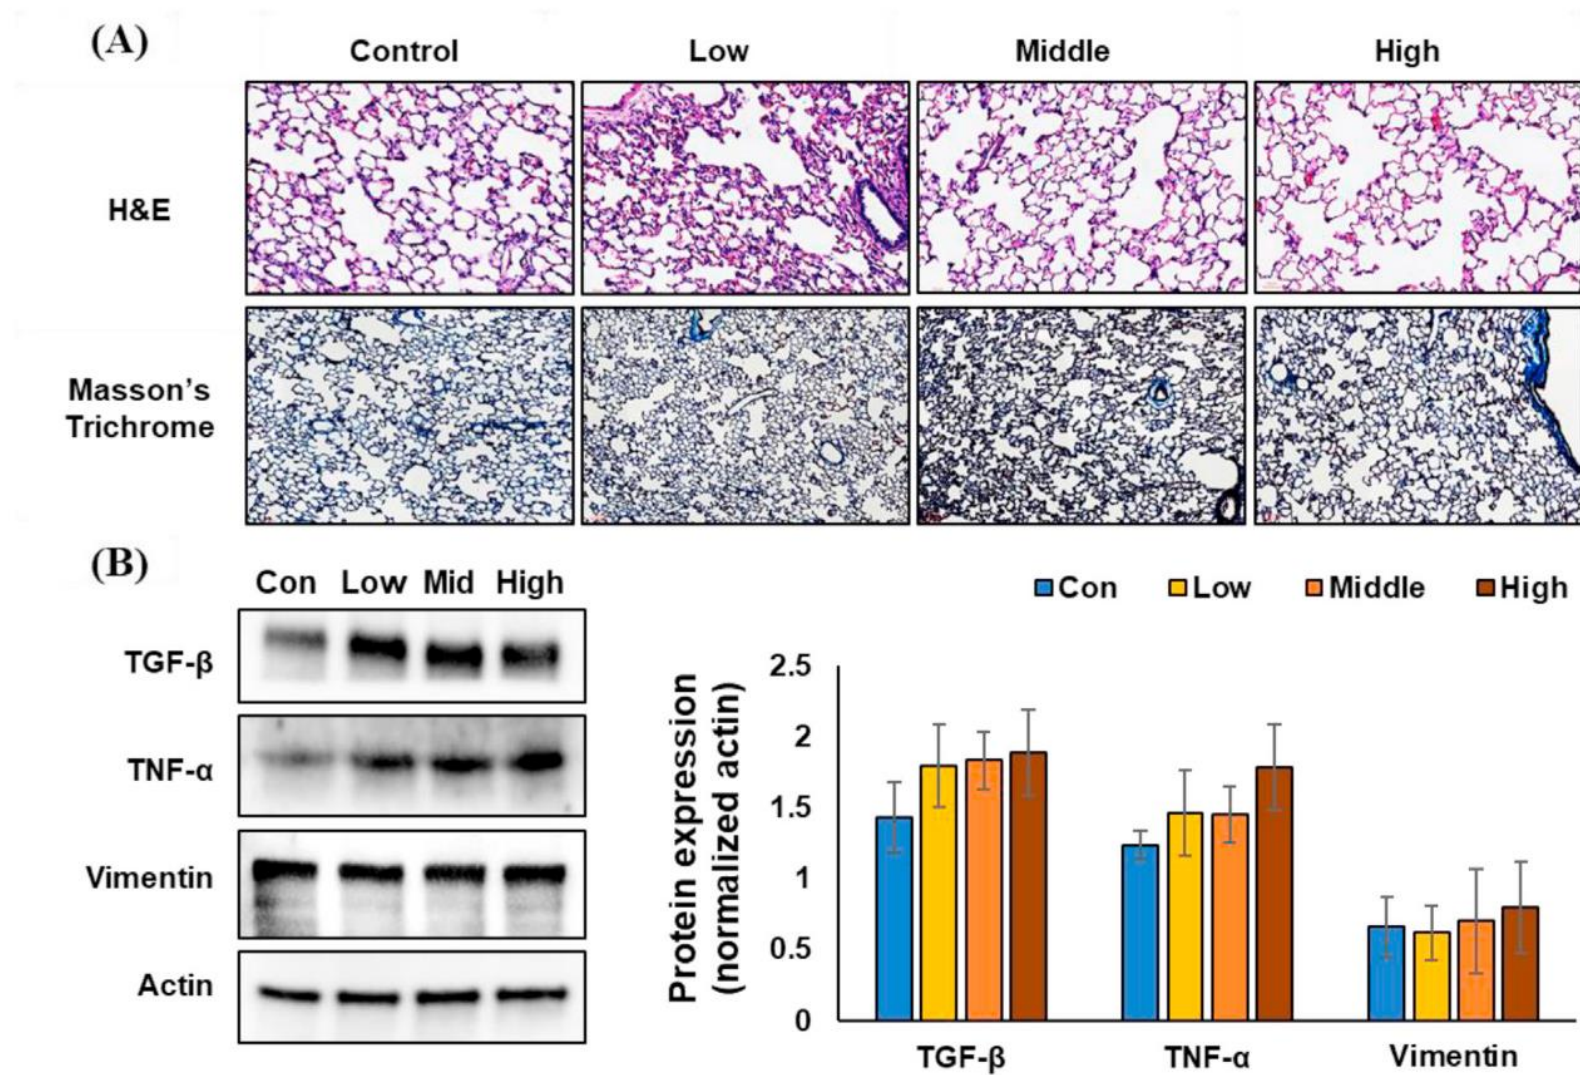 (A)
Control Low Middle High
H&E
Masson's
Trichrome
(B)
Con Low Mid High
TGF-β
TNF-α
Vimentin
Actin
Con Low Middle High
Protein expression
(normalized actin)
2.5
2
1.5
1
0.5
0
TGF-β TNF-α Vimentin